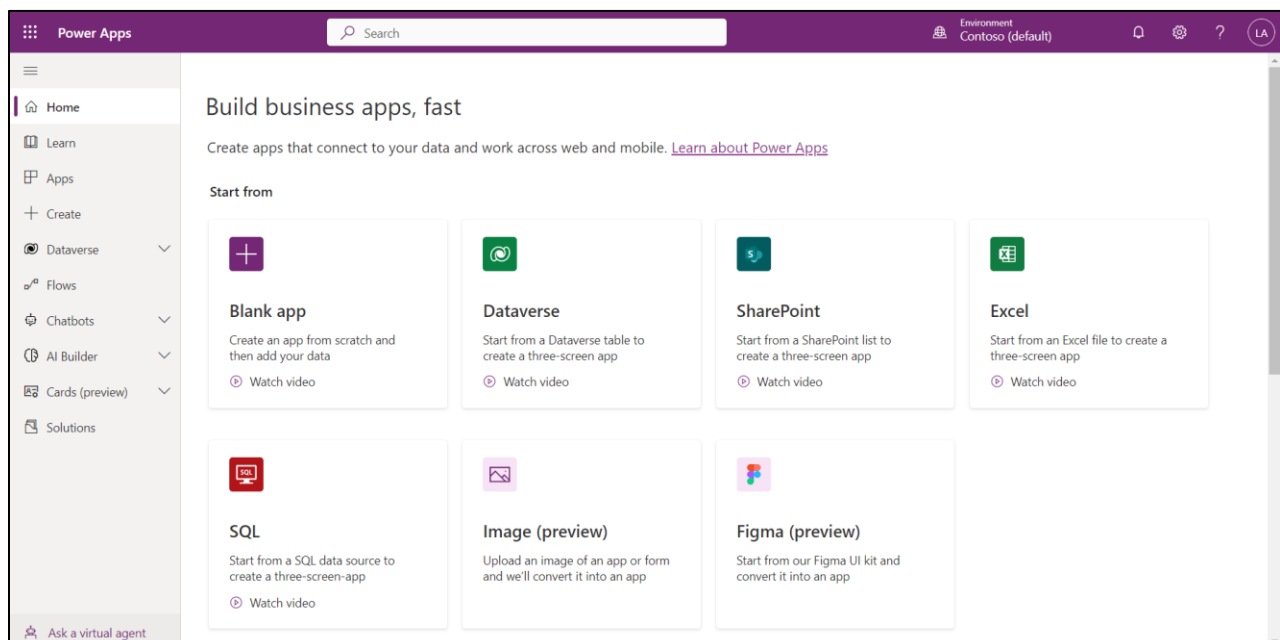 Power Apps
Search
Environment
Contoso (default)
?
LA
Home
Learn
Apps
Create
Dataverse
Flows
Chatbots
AI Builder
Cards (preview)
Solutions
Ask a virtual agent
Build business apps, fast
Create apps that connect to your data and work across web and mobile. Learn about Power Apps
Start from
Blank app
Create an app from scratch and
then add your data
Watch video
Dataverse
Start from a Dataverse table to
create a three-screen app
Watch video
S
SharePoint
Start from a SharePoint list to
create a three-screen app
Watch video
X
Excel
Start from an Excel file to create a
three-screen app
Watch video
SQL
SQL
Start from a SQL data source to
create a three-screen-app
Watch video
Image (preview)
Upload an image of an app or form
and we'll convert it into an app
Figma (preview)
Start from our Figma UI kit and
convert it into an app